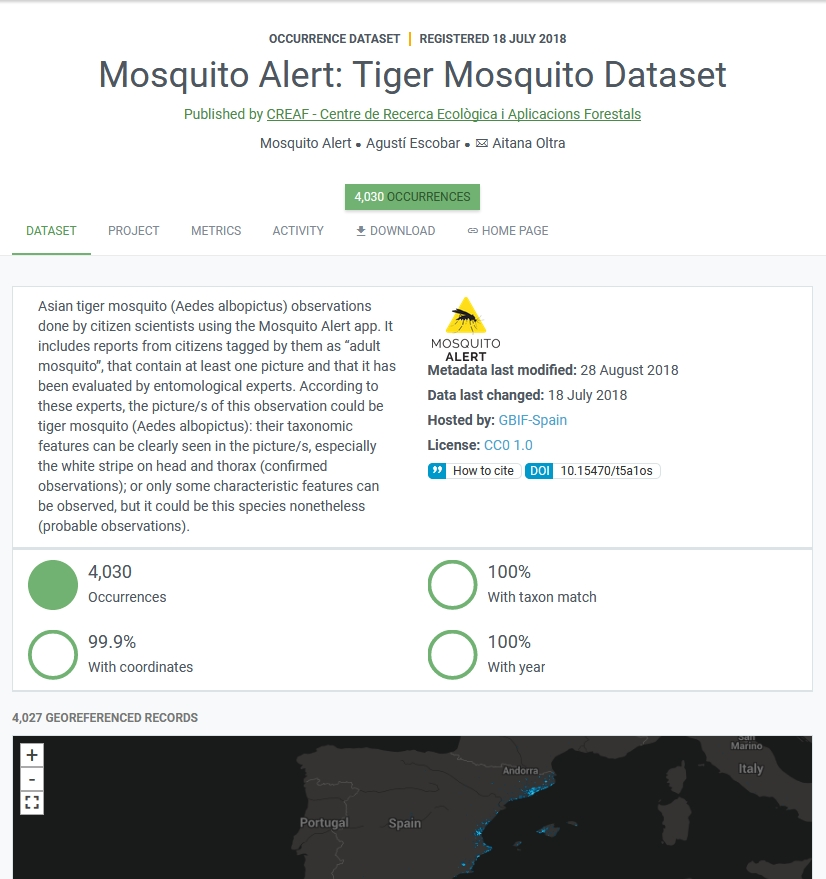 OCCURRENCE DATASET | REGISTERED 18 JULY 2018
Mosquito Alert: Tiger Mosquito Dataset
Published by CREAF - Centre de Recerca Ecològica i Aplicacions Forestals
Mosquito Alert • Agustí Escobar • Aitana Oltra
4,030 OCCURRENCES
DATASET PROJECT METRICS ACTIVITY DOWNLOAD HOME PAGE
Asian tiger mosquito (Aedes albopictus) observations
done by citizen scientists using the Mosquito Alert app. It
includes reports from citizens tagged by them as “adult
mosquito”, that contain at least one picture and that it has
been evaluated by entomological experts. According to
these experts, the picture/s of this observation could be
tiger mosquito (Aedes albopictus): their taxonomic
features can be clearly seen in the picture/s, especially
the white stripe on head and thorax (confirmed
observations); or only some characteristic features can
be observed, but it could be this species nonetheless
(probable observations).
MOSQUITO
ALERT
Metadata last modified: 28 August 2018
Data last changed: 18 July 2018
Hosted by: GBIF-Spain
License: CC0 1.0
How to cite DOI 10.15470/t5a1os
4,030
Occurrences
100%
With taxon match
99.9%
With coordinates
100%
With year
4,027 GEOREFERENCED RECORDS
+
-
San
Marino
Italy
Andorra
Portugal
Spain